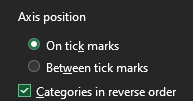 Axis position
On tick marks
Between tick marks
Categories in reverse order